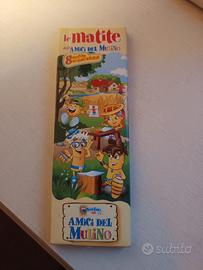 le matite
degli AMICI DEL MULINO
8
AMICI DEL
MULINO
subito